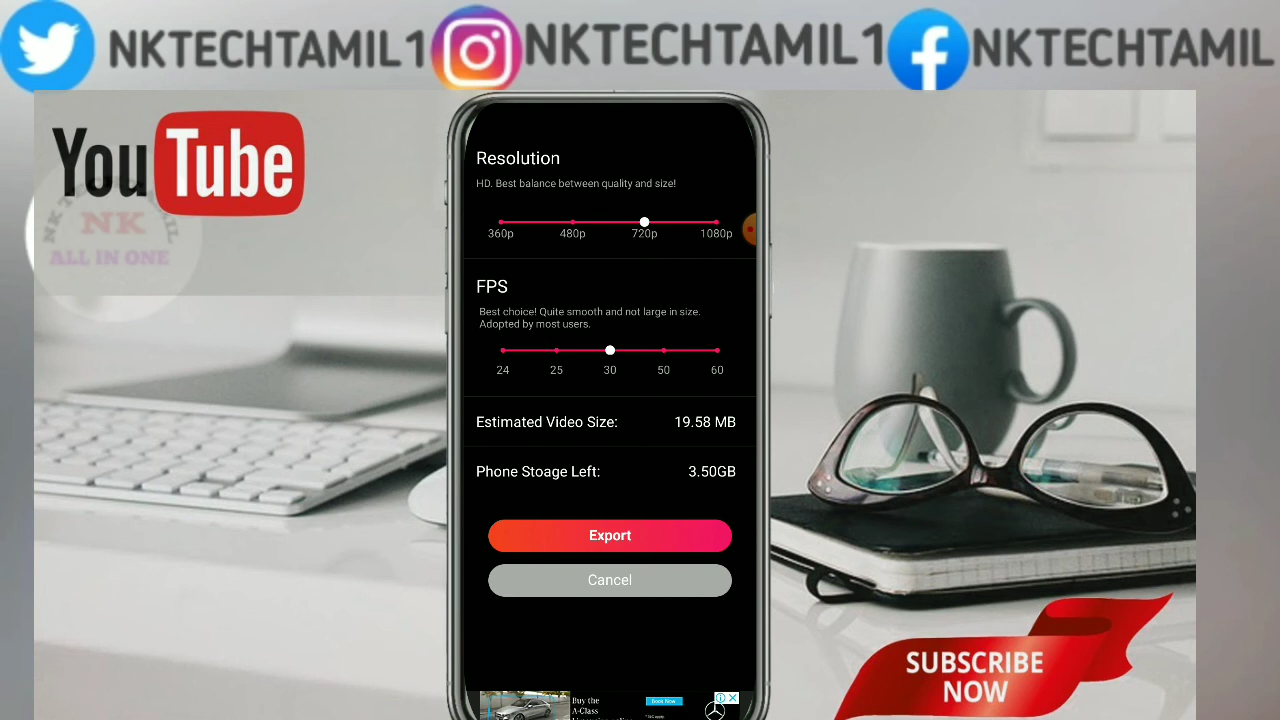 NKTECHTAMIL1 NKTECHTAMIL1 NKTECHTAMIL
YouTube
NK TECH TAMIL
NK
ALL IN ONE
Resolution
HD. Best balance between quality and size!
360p 480p 720p 1080p
FPS
Best choice! Quite smooth and not large in size.
Adopted by most users.
24 25 30 50 60
Estimated Video Size: 19.58 MB
Phone Stoage Left: 3.50GB
Export
Cancel
Buy the
A-Class
Book Now
SUBSCRIBE
NOW